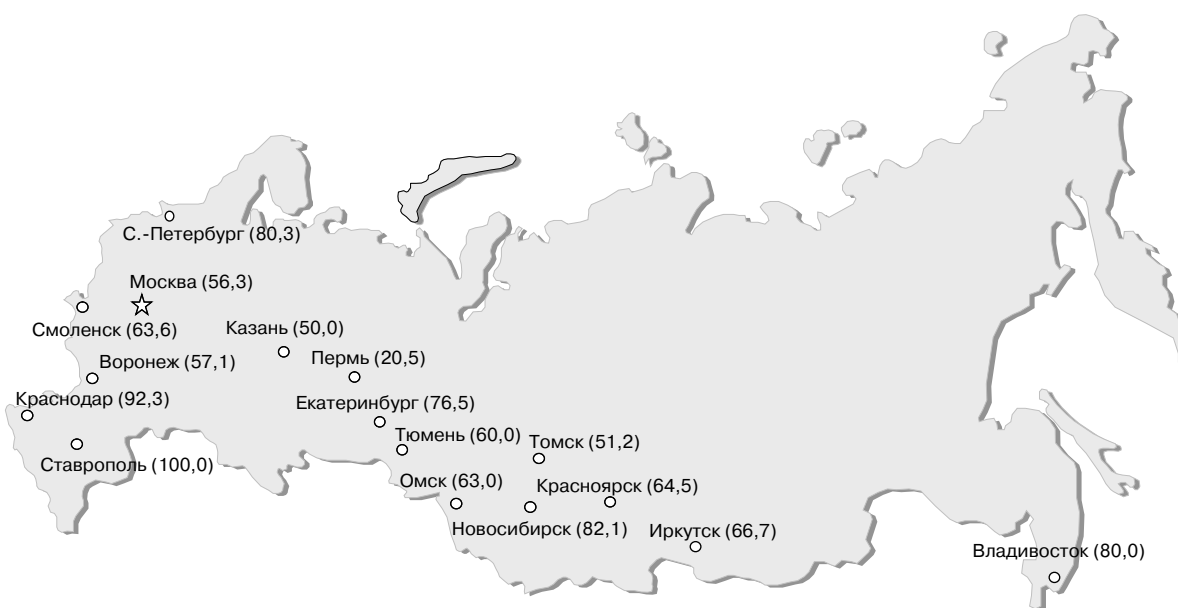 С.-Петербург (80,3)
Москва (56,3)
Смоленск (63,6)
Казань (50,0)
Воронеж (57,1)
Пермь (20,5)
Краснодар (92,3)
Екатеринбург (76,5)
Тюмень (60,0)
Томск (51,2)
Ставрополь (100,0)
Омск (63,0)
Красноярск (64,5)
Новосибирск (82,1)
Иркутск (66,7)
Владивосток (80,0)